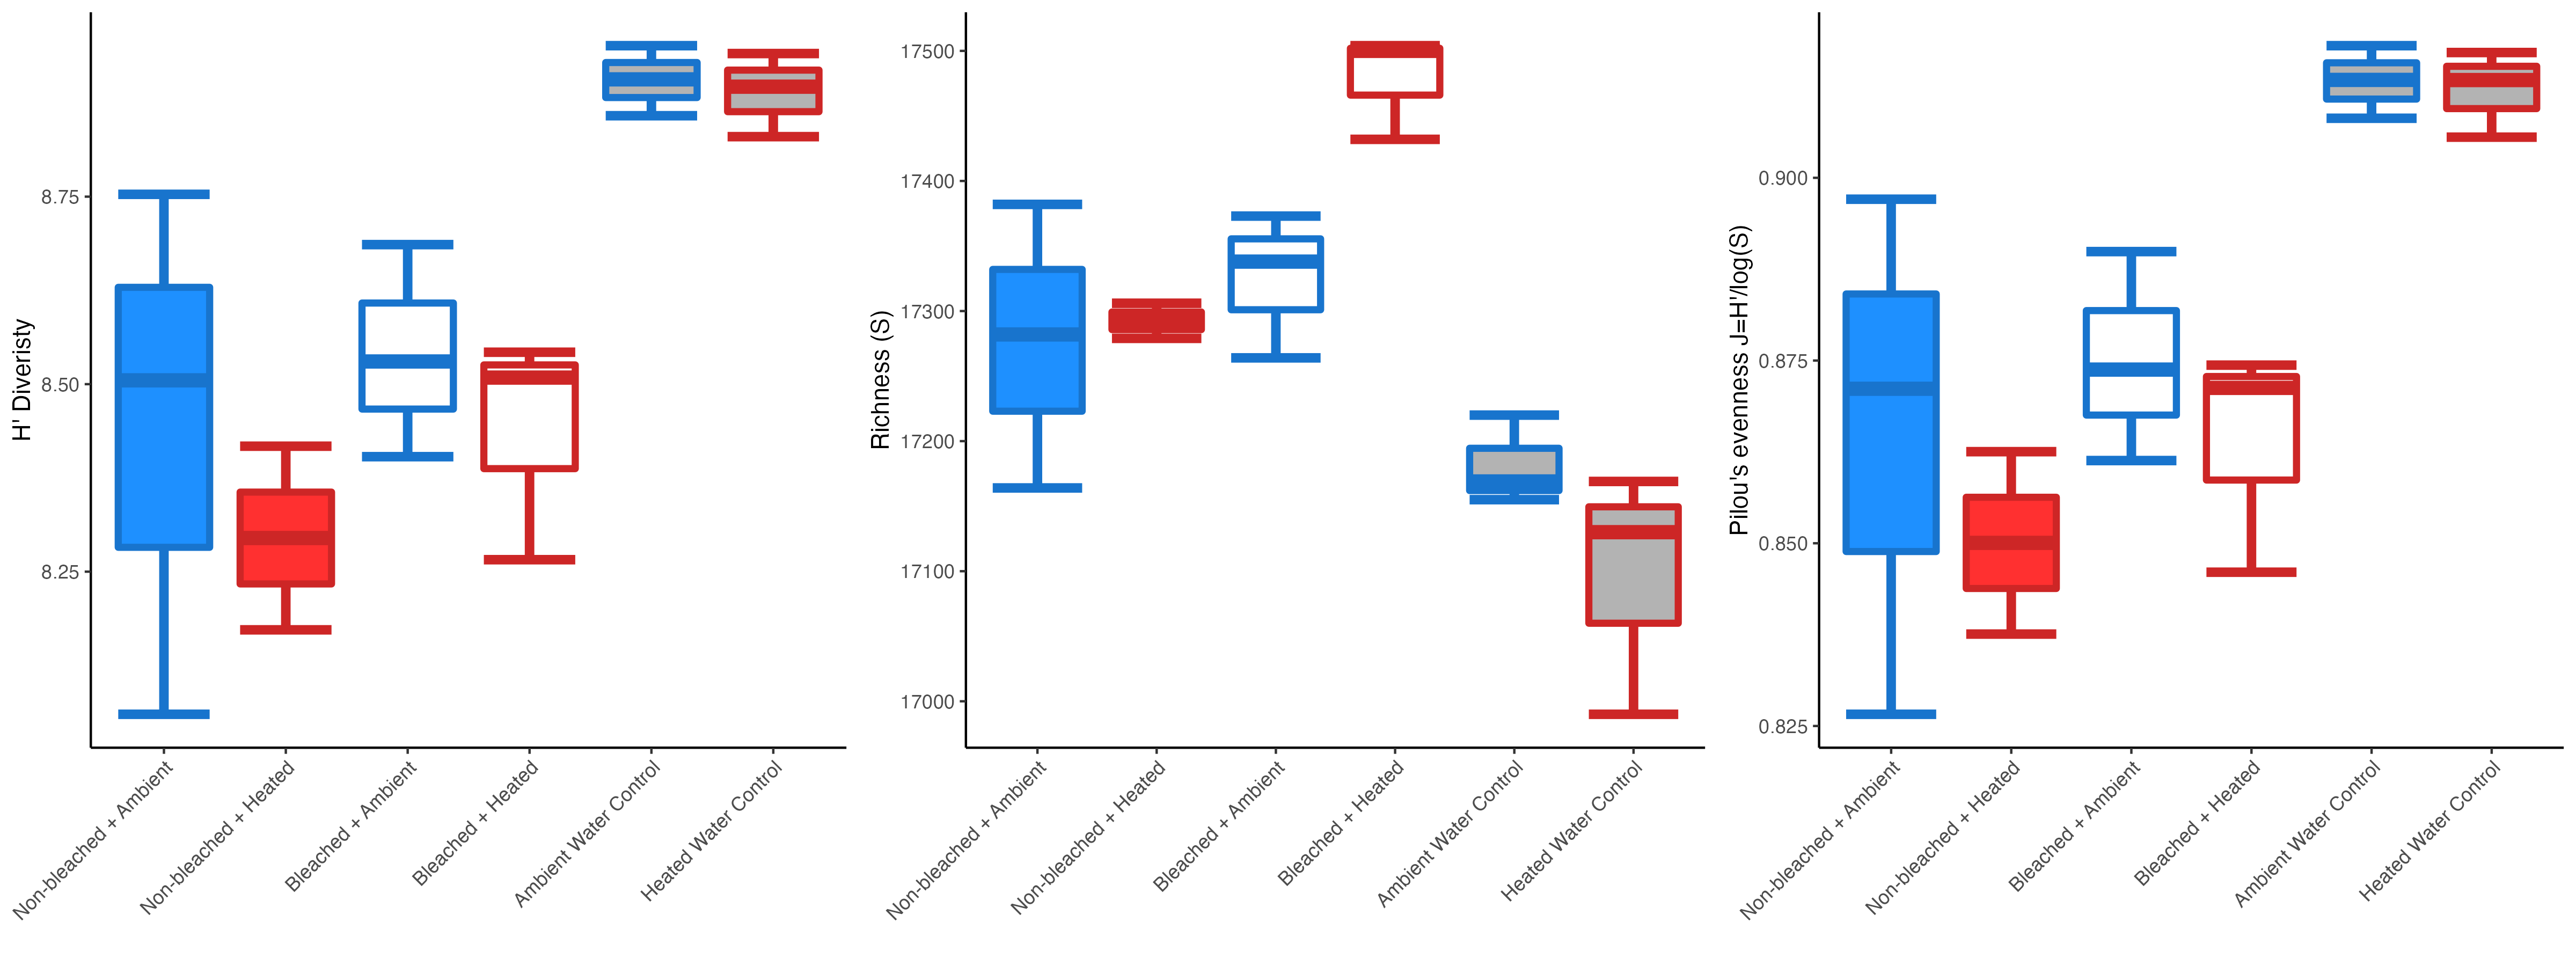 H' Diveristy
8.75
8.50
8.25
Non-bleached + Ambient
Non-bleached + Heated
Bleached + Ambient
Bleached + Heated
Ambient Water Control
Heated Water Control
Richness (S)
17500
17400
17300
17200
17100
17000
Non-bleached + Ambient
Non-bleached + Heated
Bleached + Ambient
Bleached + Heated
Ambient Water Control
Heated Water Control
Pilou's evenness J=H'/log(S)
0.900
0.875
0.850
0.825
Non-bleached + Ambient
Non-bleached + Heated
Bleached + Ambient
Bleached + Heated
Ambient Water Control
Heated Water Control